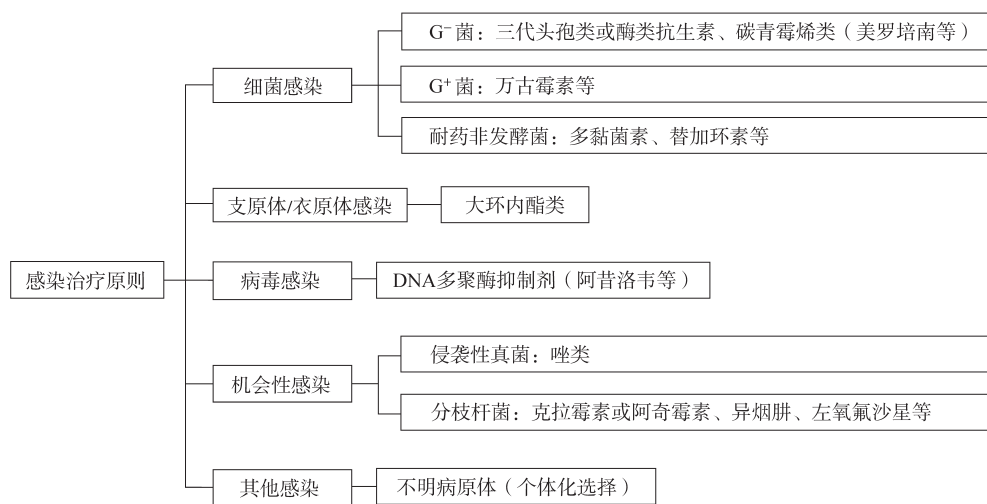 感染治疗原则
细菌感染
G⁻菌：三代头孢类或酶类抗生素、碳青霉烯类（美罗培南等）
G⁺菌：万古霉素等
耐药非发酵菌：多黏菌素、替加环素等
支原体/衣原体感染
大环内酯类
病毒感染
DNA多聚酶抑制剂（阿昔洛韦等）
机会性感染
侵袭性真菌：唑类
分枝杆菌：克拉霉素或阿奇霉素、异烟肼、左氧氟沙星等
其他感染
不明病原体（个体化选择）